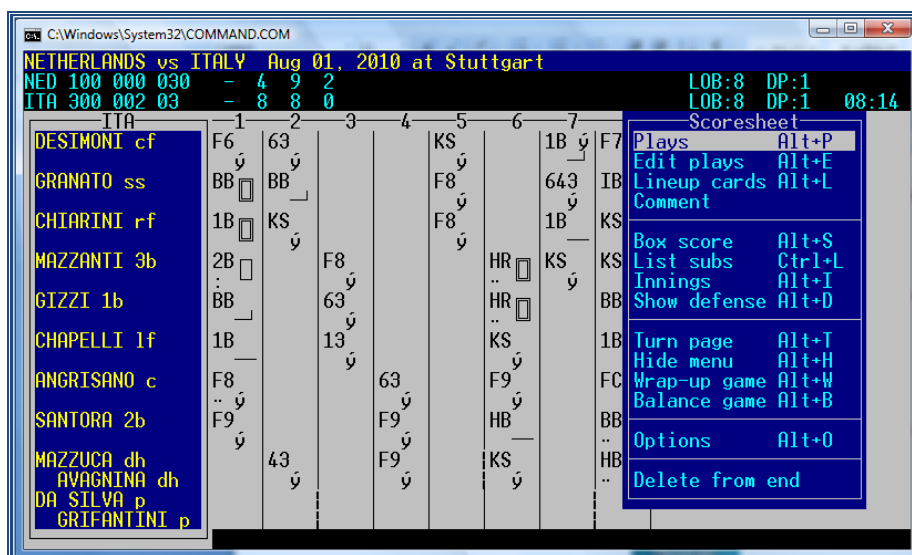 C:\Windows\System32\COMMAND.COM
NETHERLANDS vs ITALY Aug 01, 2010 at Stuttgart
NED 100 000 030 - 4 9 2 LOB:8 DP:1
ITA 300 002 03 - 8 8 0 LOB:8 DP:1 08:14
ITA 1 2 3 4 5 6 7 Scoresheet
DESIMONI cf F6 63 KS 1B ý F7 Plays Alt+P
ý ý ý Edit plays Alt+E
GRANATO ss BB BB F8 643 IB Lineup cards Alt+L
ý ý Comment
CHIARINI rf 1B KS F8 1B KS
ý ý Box score Alt+S
MAZZANTI 3b 2B F8 HR KS KS List subs Ctrl+L
: ý .. ý Innings Alt+I
GIZZI 1b BB 63 HR BB Show defense Alt+D
ý ..
CHAPELLI lf 1B 13 KS 1B Turn page Alt+T
ý ý Hide menu Alt+H
ANGRISANO c F8 63 F9 FC Wrap-up game Alt+W
.. ý ý ý Balance game Alt+B
SANTORA 2b F9 F9 HB BB
ý ý .. Options Alt+O
MAZZUCA dh 43 F9 KS HB
AVAGNINA dh ý ý ý .. Delete from end
DA SILVA p
GRIFANTINI p